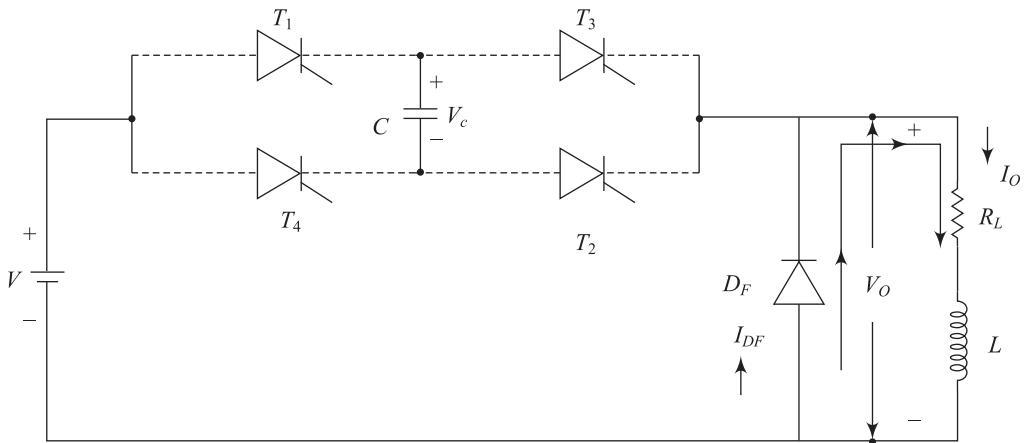 T1
T3
+
C
Vc
–
T4
T2
+
V
–
+
IO
RL
DF
VO
IDF
L
–